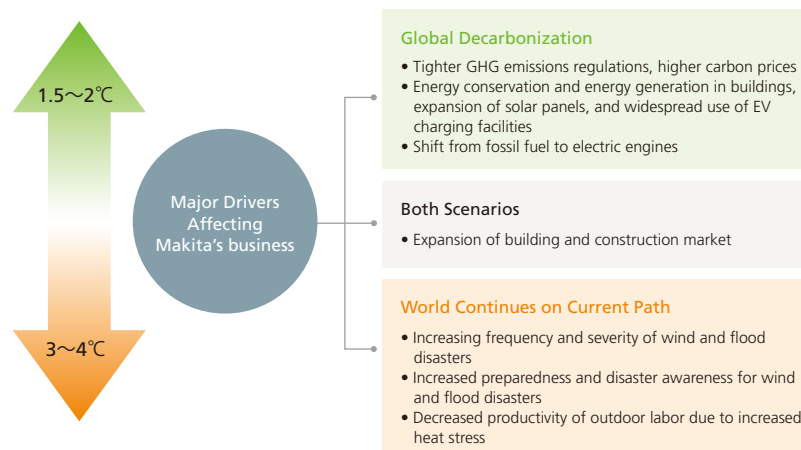 1.5～2℃
3～4℃
Major Drivers
Affecting
Makita's business
Global Decarbonization
• Tighter GHG emissions regulations, higher carbon prices
• Energy conservation and energy generation in buildings,
expansion of solar panels, and widespread use of EV
charging facilities
• Shift from fossil fuel to electric engines
Both Scenarios
• Expansion of building and construction market
World Continues on Current Path
• Increasing frequency and severity of wind and flood
disasters
• Increased preparedness and disaster awareness for wind
and flood disasters
• Decreased productivity of outdoor labor due to increased
heat stress